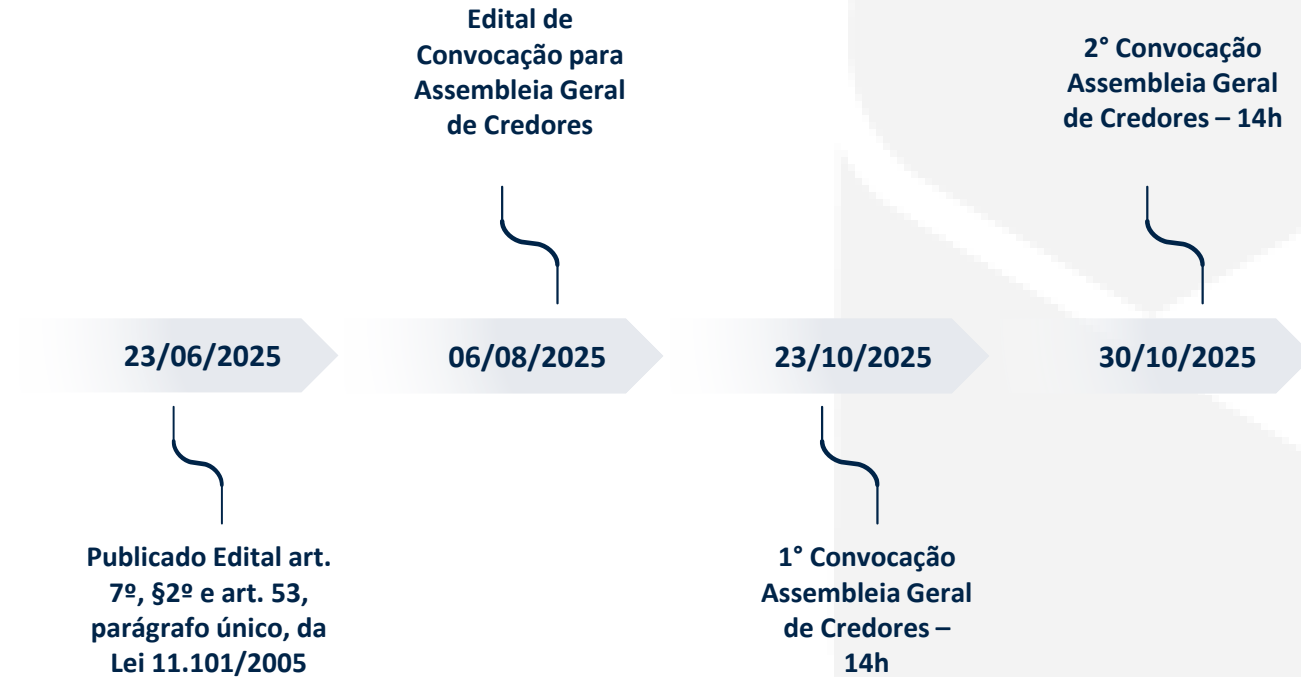 Edital de
Convocação para
Assembleia Geral
de Credores
2° Convocação
Assembleia Geral
de Credores – 14h
23/06/2025
06/08/2025
23/10/2025
30/10/2025
Publicado Edital art.
7º, §2º e art. 53,
parágrafo único, da
Lei 11.101/2005
1° Convocação
Assembleia Geral
de Credores –
14h